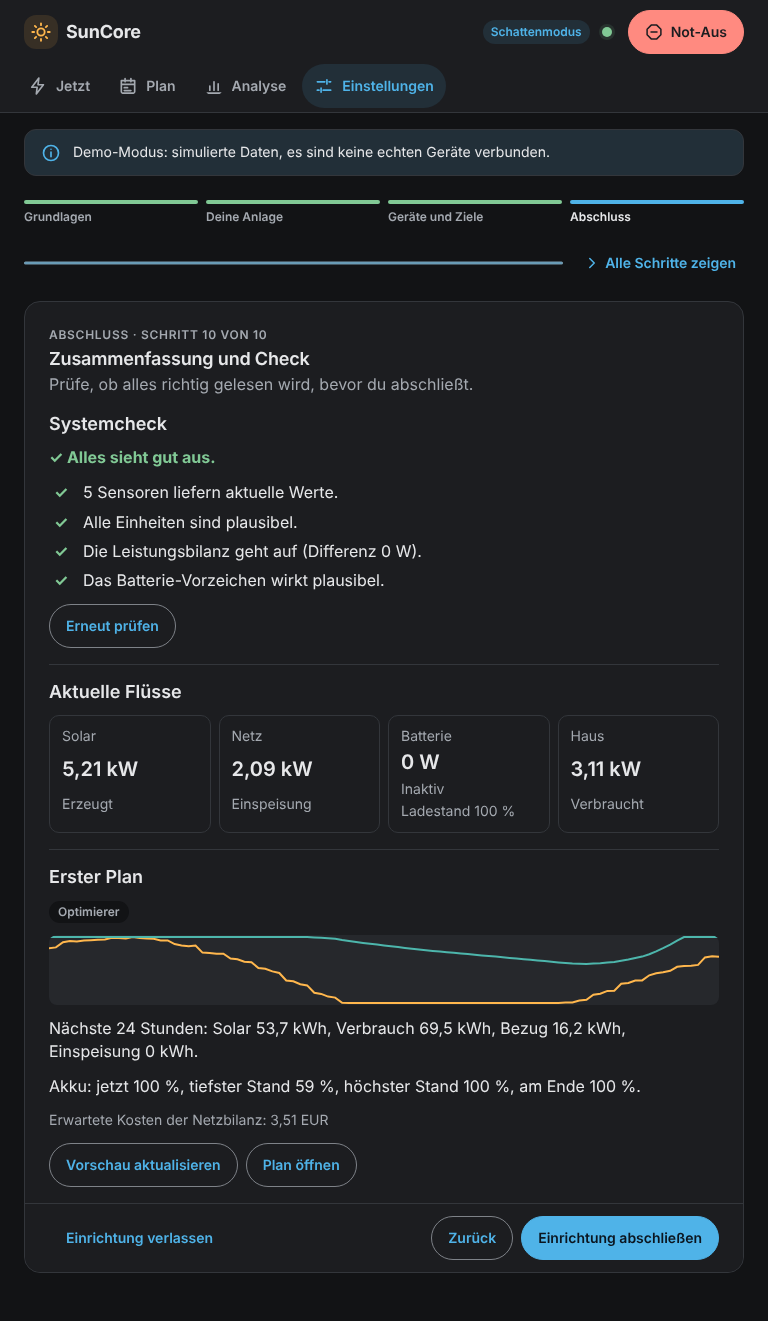 SunCore
Schattenmodus
Not-Aus
Jetzt
Plan
Analyse
Einstellungen
Demo-Modus: simulierte Daten, es sind keine echten Geräte verbunden.
Grundlagen
Deine Anlage
Geräte und Ziele
Abschluss
Alle Schritte zeigen
ABSCHLUSS · SCHRITT 10 VON 10
Zusammenfassung und Check
Prüfe, ob alles richtig gelesen wird, bevor du abschließt.
Systemcheck
✓ Alles sieht gut aus.
✓ 5 Sensoren liefern aktuelle Werte.
✓ Alle Einheiten sind plausibel.
✓ Die Leistungsbilanz geht auf (Differenz 0 W).
✓ Das Batterie-Vorzeichen wirkt plausibel.
Erneut prüfen
Aktuelle Flüsse
Solar
5,21 kW
Erzeugt
Netz
2,09 kW
Einspeisung
Batterie
0 W
Inaktiv
Ladestand 100 %
Haus
3,11 kW
Verbraucht
Erster Plan
Optimierer
Nächste 24 Stunden: Solar 53,7 kWh, Verbrauch 69,5 kWh, Bezug 16,2 kWh,
Einspeisung 0 kWh.
Akku: jetzt 100 %, tiefster Stand 59 %, höchster Stand 100 %, am Ende 100 %.
Erwartete Kosten der Netzbilanz: 3,51 EUR
Vorschau aktualisieren
Plan öffnen
Einrichtung verlassen
Zurück
Einrichtung abschließen